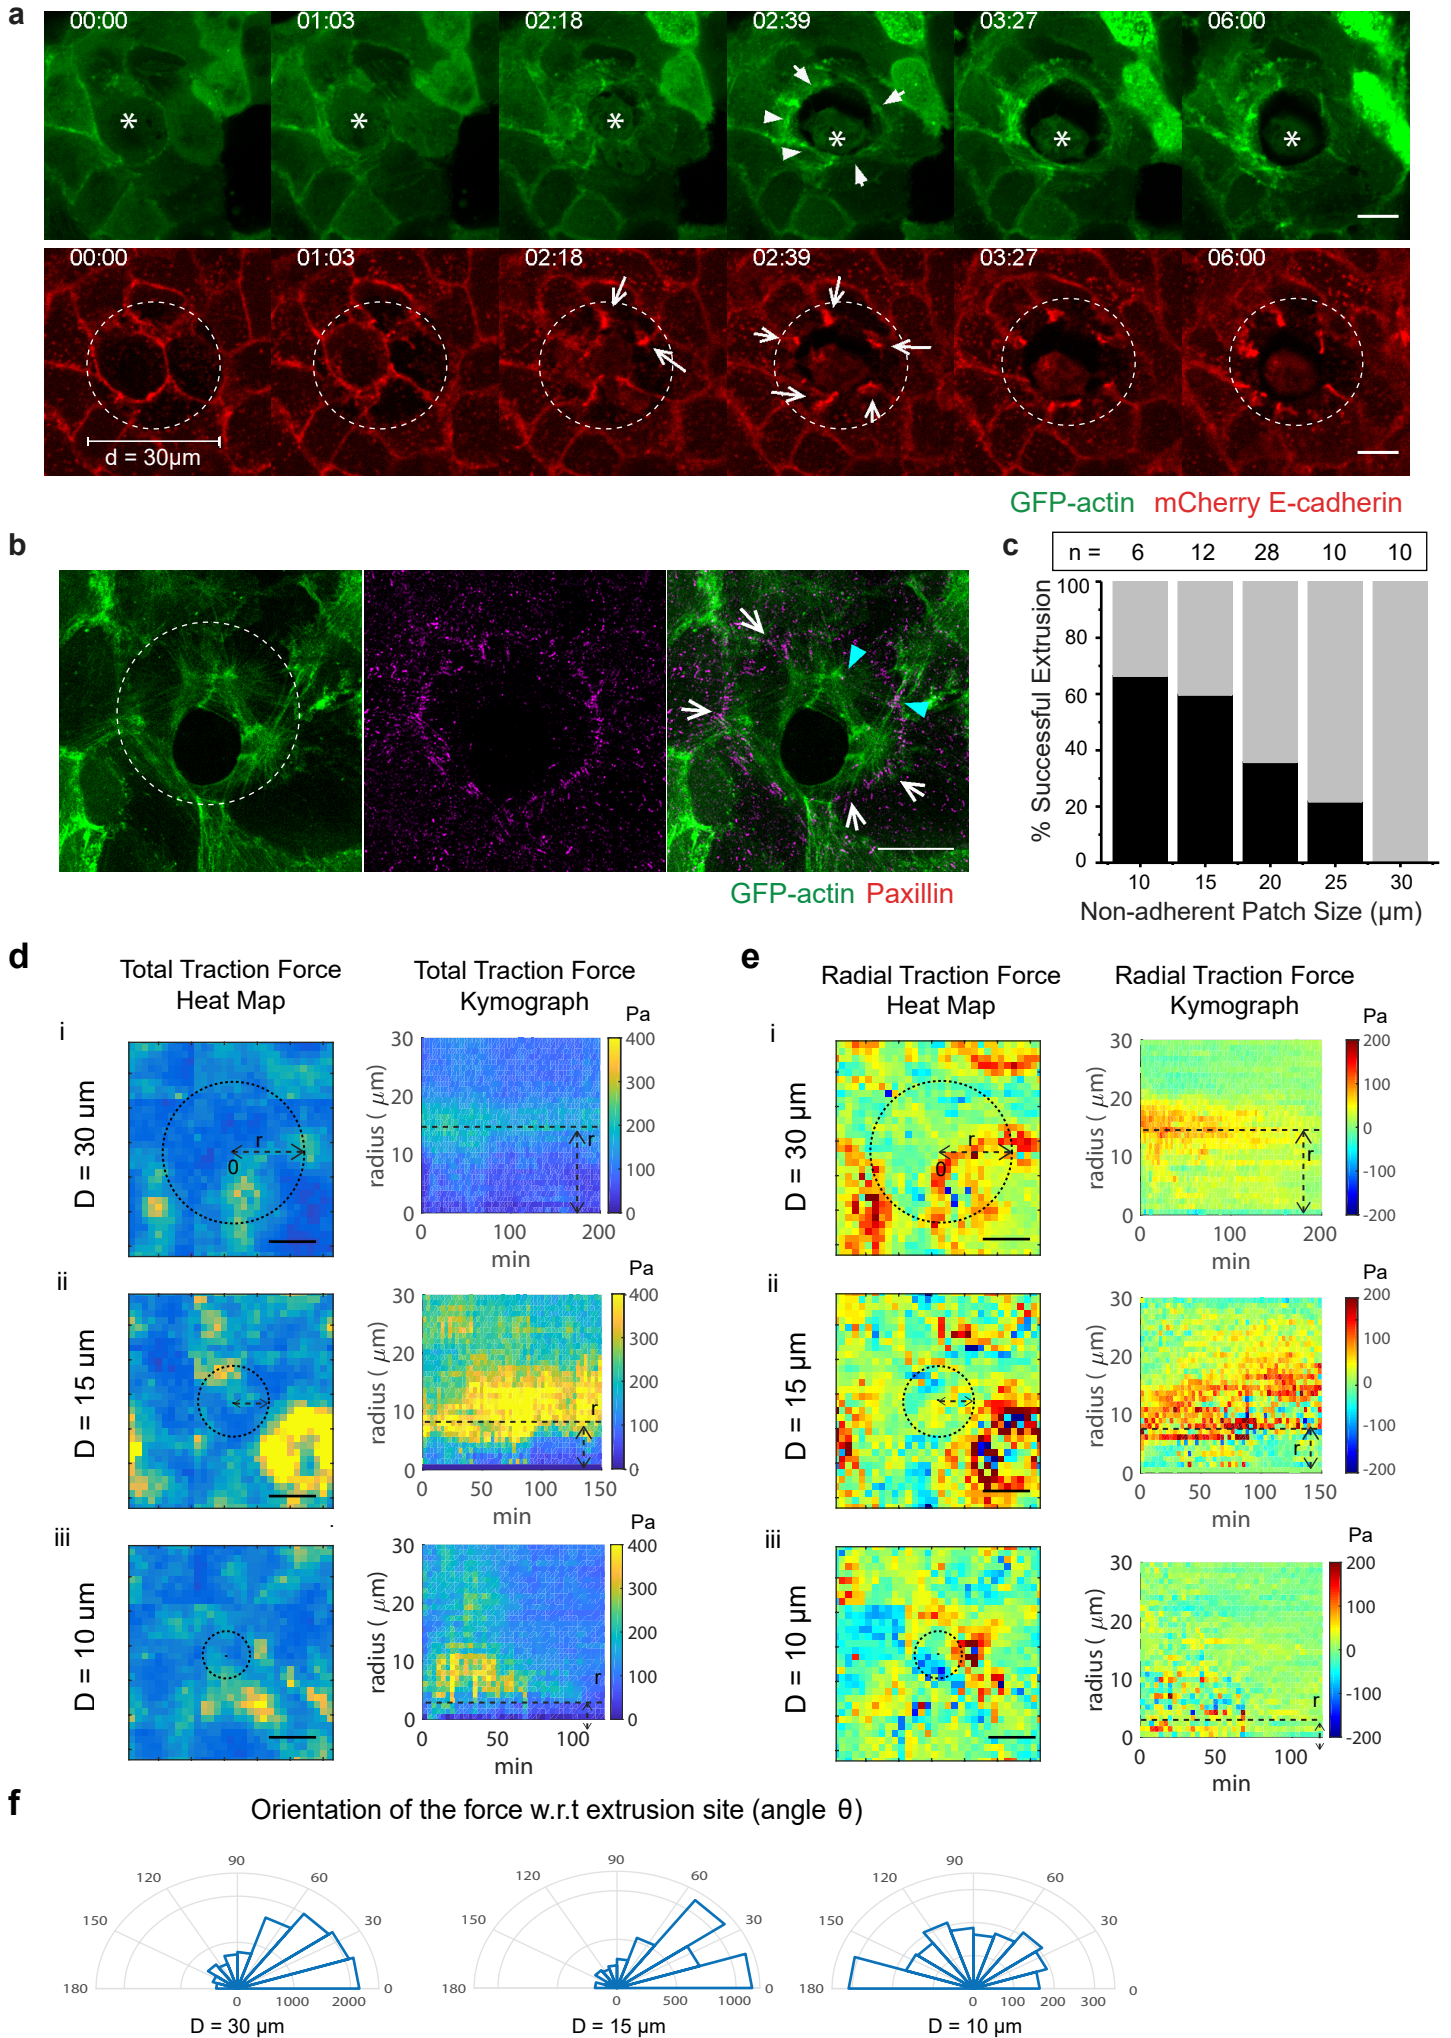 a
00:00 01:03 02:18 02:39 03:27 06:00
* * * * * *
00:00 01:03 02:18 02:39 03:27 06:00
d = 30µm
GFP-actin mCherry E-cadherin
b
GFP-actin Paxillin
c
n = 6 12 28 10 10
% Successful Extrusion
100
80
60
40
20
0
10 15 20 25 30
Non-adherent Patch Size (µm)
d
Total Traction Force
Heat Map
Total Traction Force
Kymograph
i
D = 30 um
r
0
radius ( µm)
30
20
10
0
r
0 100 200
min
Pa
400
300
200
100
0
ii
D = 15 um
radius ( µm)
30
20
10
0
r
0 50 100 150
min
Pa
400
300
200
100
0
iii
D = 10 um
radius ( µm)
30
20
10
0
r
0 50 100
min
Pa
400
300
200
100
0
e
Radial Traction Force
Heat Map
Radial Traction Force
Kymograph
i
D = 30 µm
r
0
radius ( µm)
30
20
10
0
r
0 100 200
min
Pa
200
100
0
-100
-200
ii
D = 15 µm
radius ( µm)
30
20
10
0
r
0 50 100 150
min
Pa
200
100
0
-100
-200
iii
D = 10 µm
radius ( µm)
30
20
10
0
r
0 50 100
min
Pa
200
100
0
-100
-200
f
Orientation of the force w.r.t extrusion site (angle θ)
90
120 60
150 30
180 0
0 1000 2000
D = 30 µm
90
120 60
150 30
180 0
0 500 1000
D = 15 µm
90
120 60
150 30
180 0
0 100 200 300
D = 10 µm